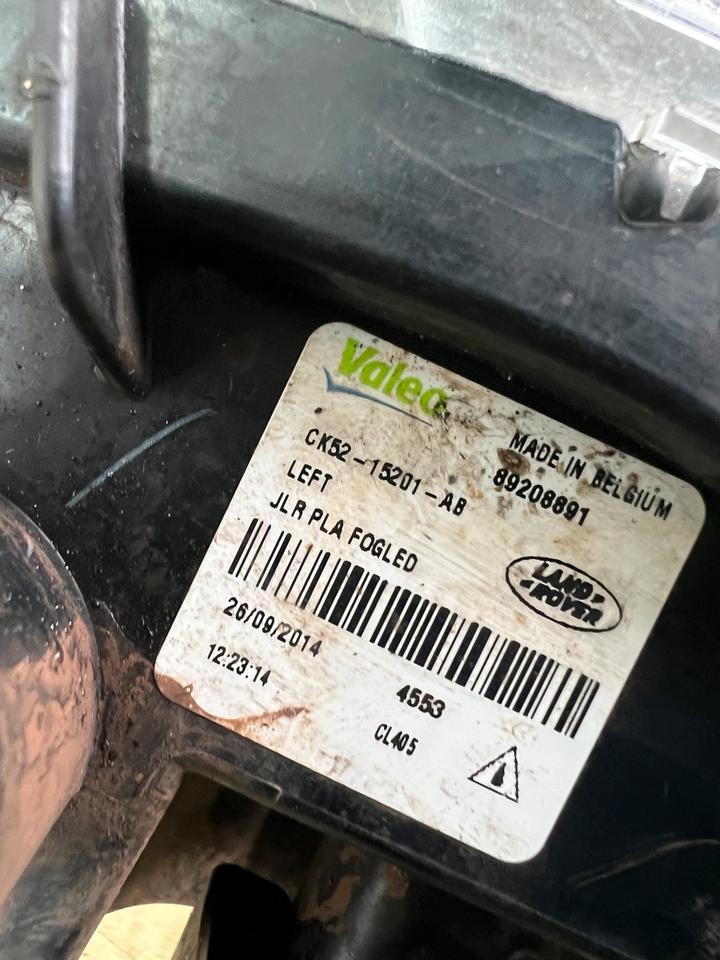 Valeo
MADE IN BELGIUM
CK52-15201-AB
89208891
LEFT
JLR PLA FOGLED
LAND
ROVER
26/09/2014
4553
12:23:14
CL405